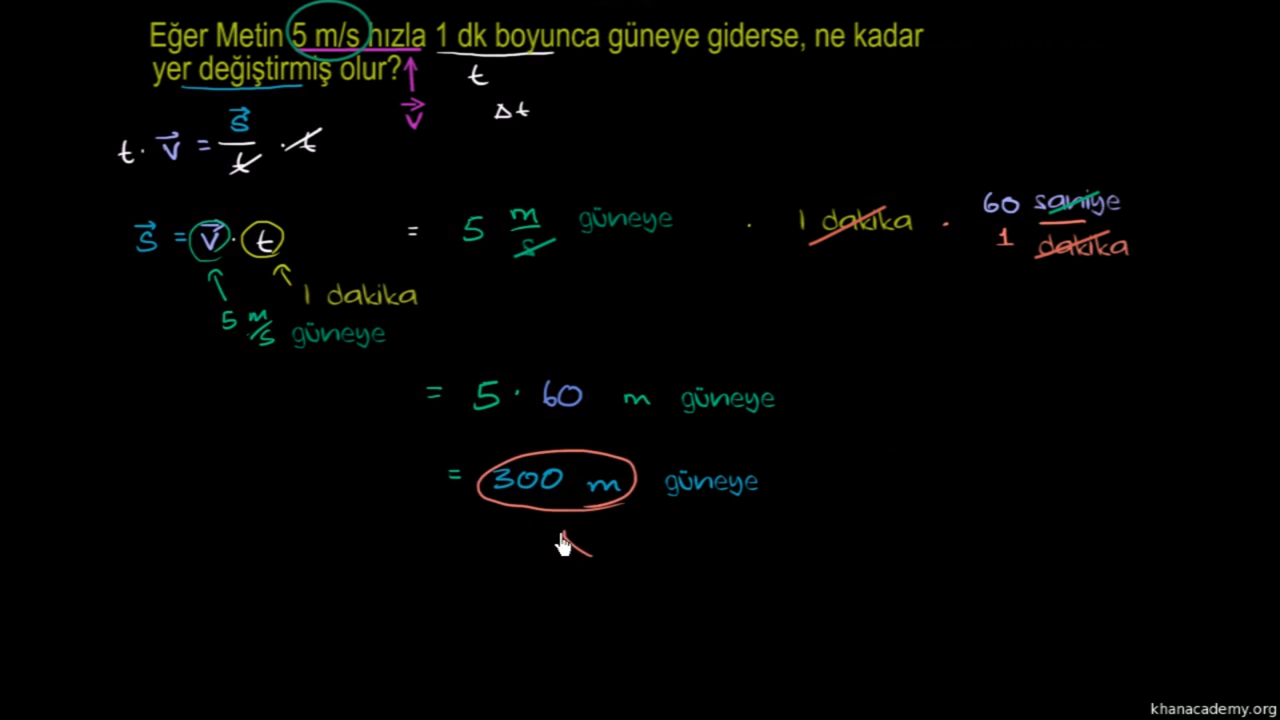 Eğer Metin 5 m/s hızla 1 dk boyunca güneye giderse, ne kadar
yer değiştirmiş olur?
t
v
Δt
t · v = s / t · t
s = v · t = 5 m/s güneye · 1 dakika · 60 saniye / 1 dakika
1 dakika
5 m/s güneye
= 5 · 60 m güneye
= 300 m güneye
khanacademy.org